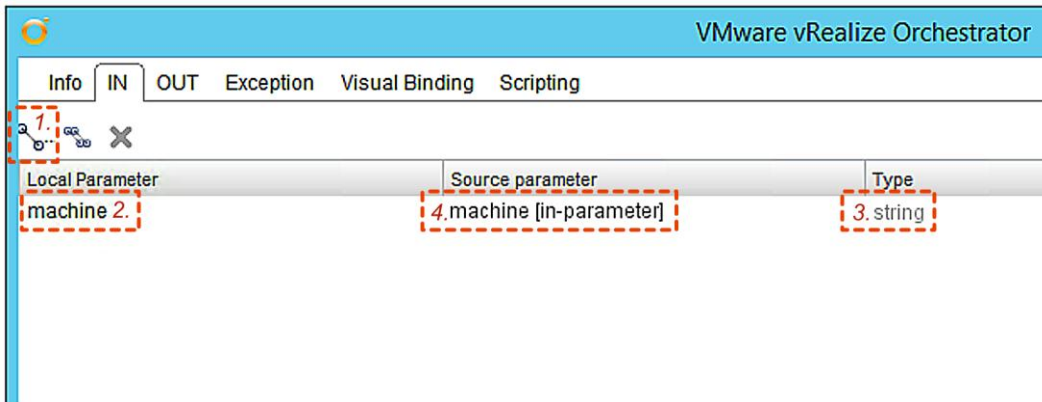 VMware vRealize Orchestrator
Info IN OUT Exception Visual Binding Scripting
1.
Local Parameter Source parameter Type
machine 2. 4. machine [in-parameter] 3. string